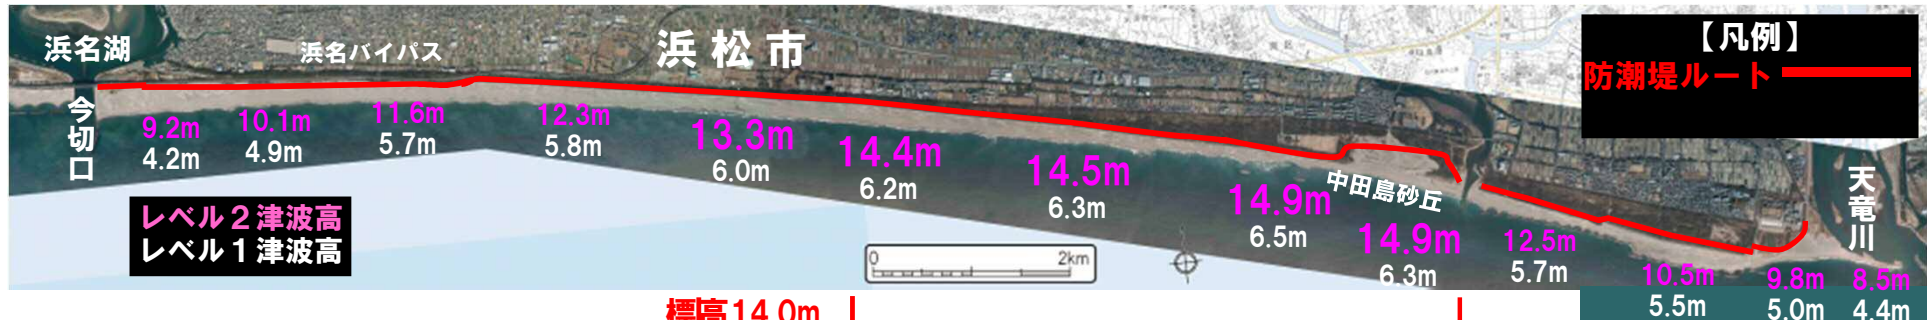 浜名湖
浜名バイパス
浜松市
【凡例】
防潮堤ルート
今切口
9.2m
4.2m
10.1m
4.9m
11.6m
5.7m
12.3m
5.8m
13.3m
6.0m
14.4m
6.2m
14.5m
6.3m
14.9m
6.5m
中田島砂丘
14.9m
6.3m
12.5m
5.7m
10.5m
5.5m
9.8m
5.0m
8.5m
4.4m
天竜川
レベル2津波高
レベル1津波高
0 2km
標高14.0m